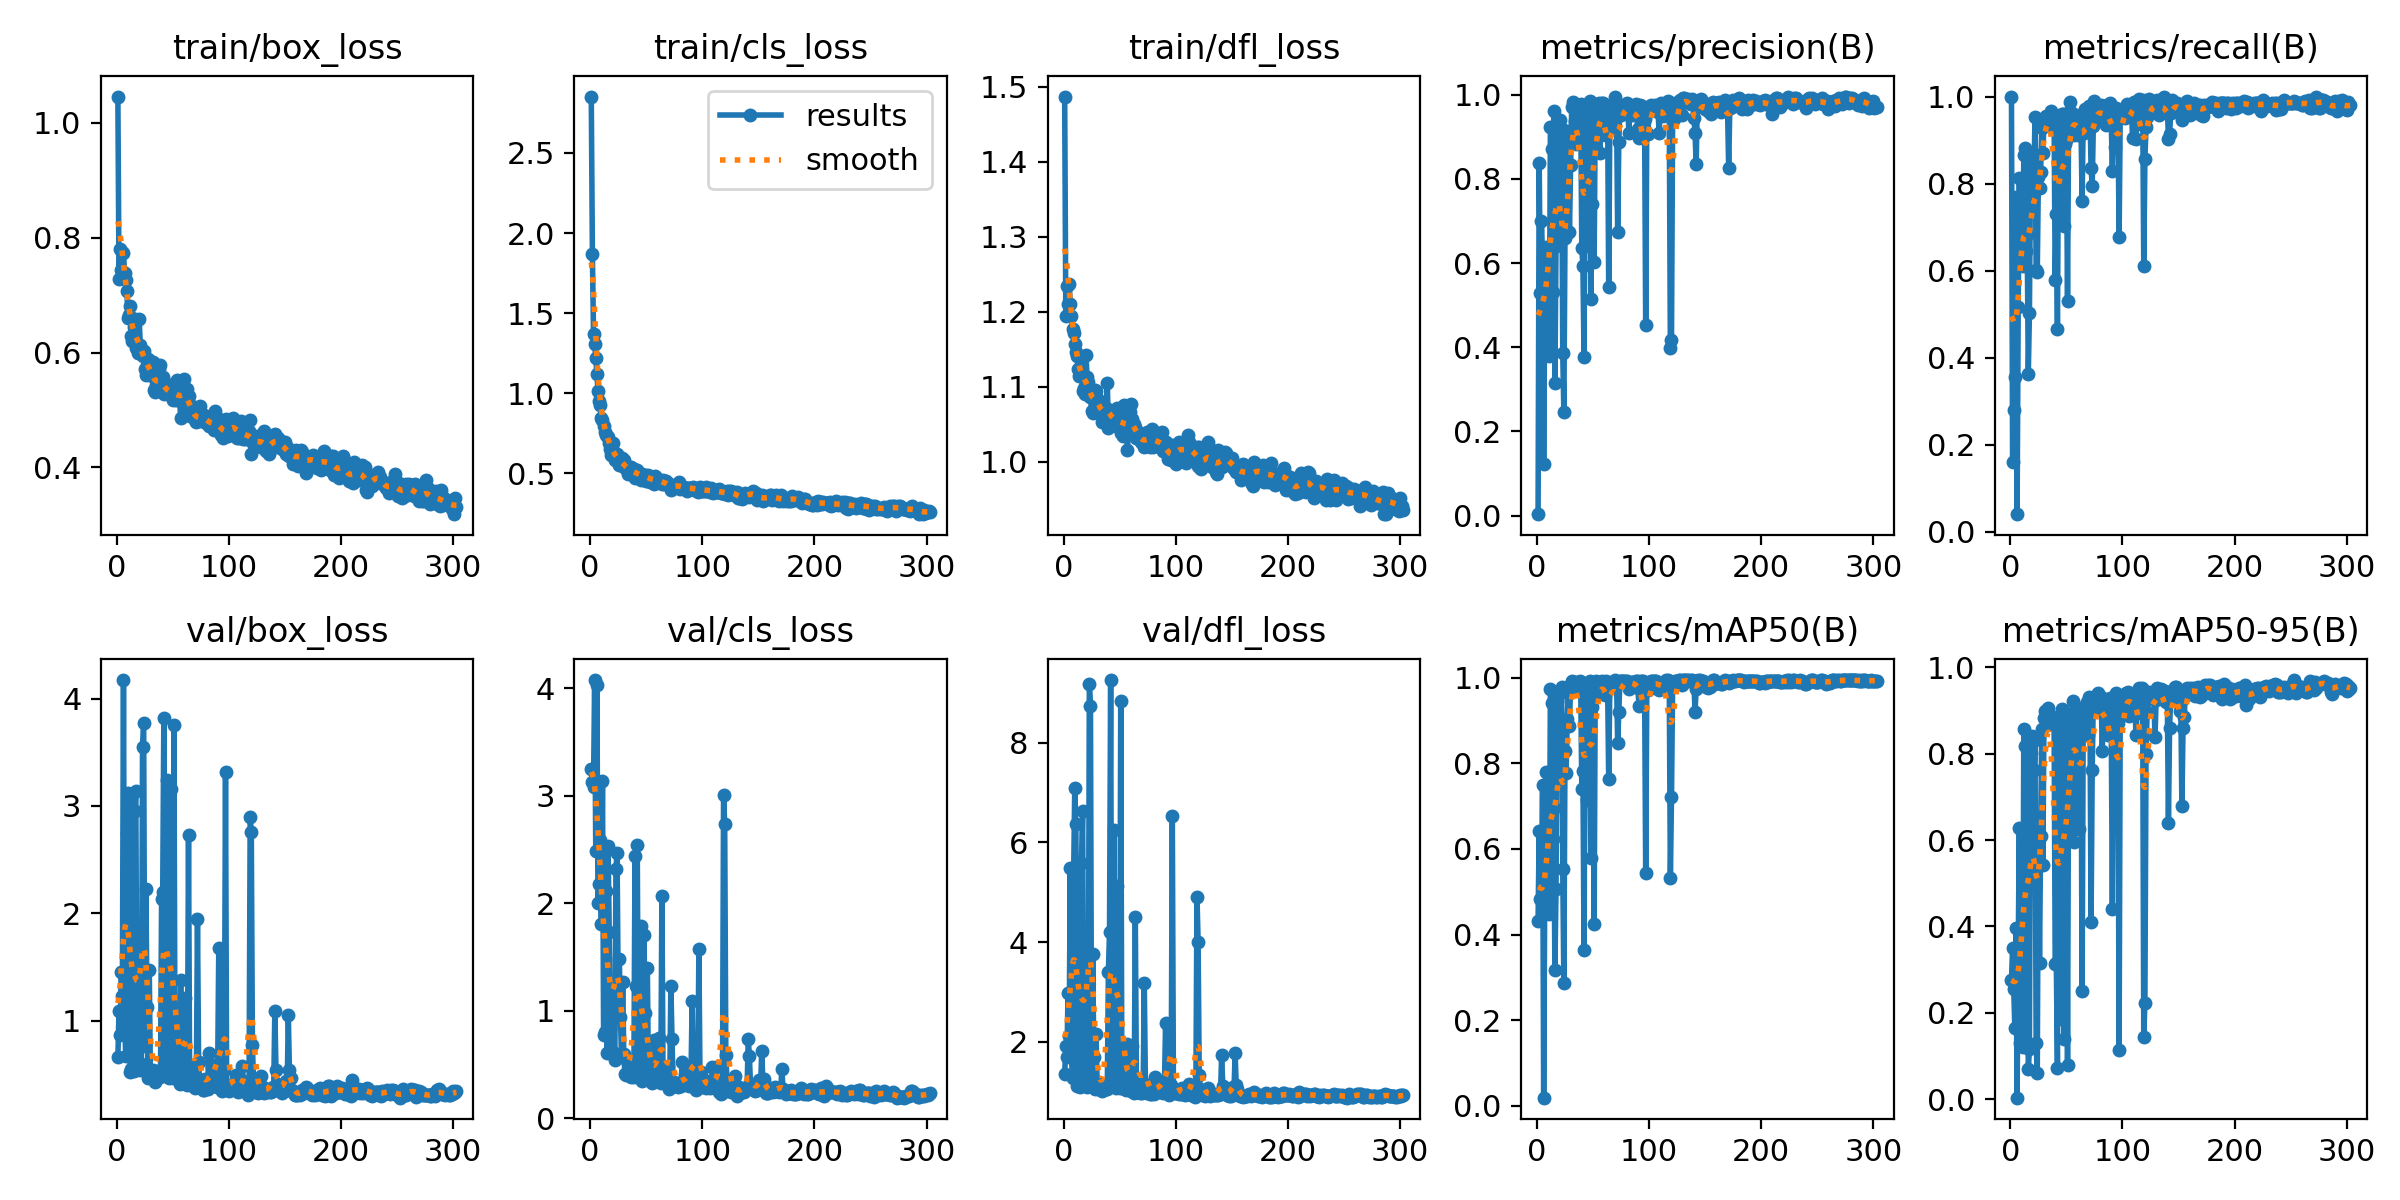 train/box_loss
1.0
0.8
0.6
0.4
0 100 200 300
train/cls_loss
results
smooth
2.5
2.0
1.5
1.0
0.5
0 100 200 300
train/dfl_loss
1.5
1.4
1.3
1.2
1.1
1.0
0 100 200 300
metrics/precision(B)
1.0
0.8
0.6
0.4
0.2
0.0
0 100 200 300
metrics/recall(B)
1.0
0.8
0.6
0.4
0.2
0.0
0 100 200 300
val/box_loss
4
3
2
1
0 100 200 300
val/cls_loss
4
3
2
1
0
0 100 200 300
val/dfl_loss
8
6
4
2
0 100 200 300
metrics/mAP50(B)
1.0
0.8
0.6
0.4
0.2
0.0
0 100 200 300
metrics/mAP50-95(B)
1.0
0.8
0.6
0.4
0.2
0.0
0 100 200 300